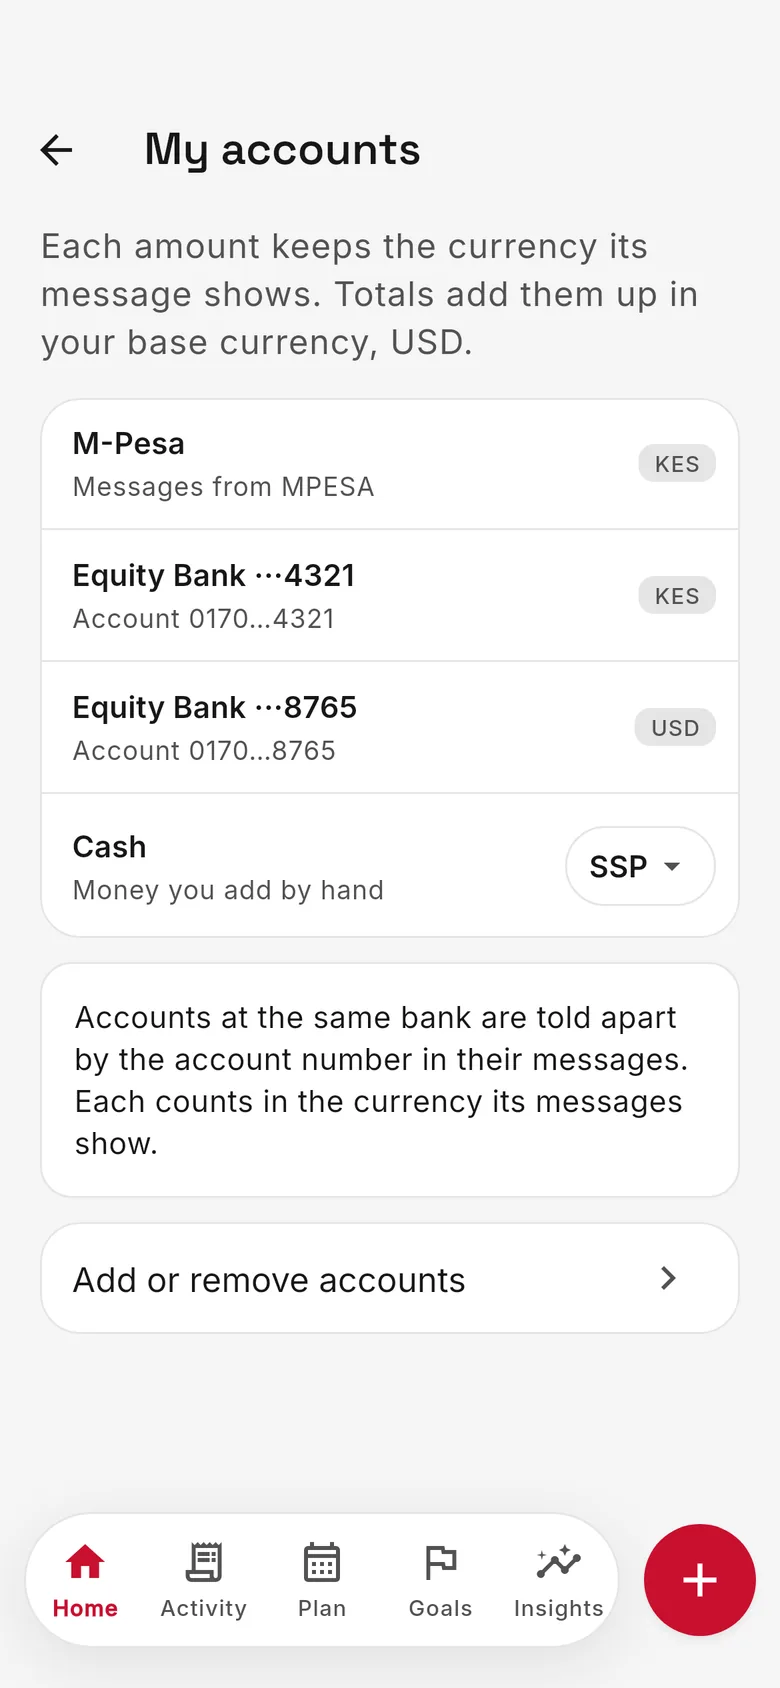 My accounts
Each amount keeps the currency its
message shows. Totals add them up in
your base currency, USD.
M-Pesa
Messages from MPESA
KES
Equity Bank ···4321
Account 0170…4321
KES
Equity Bank ···8765
Account 0170…8765
USD
Cash
Money you add by hand
SSP
Accounts at the same bank are told apart
by the account number in their messages.
Each counts in the currency its messages
show.
Add or remove accounts
Home
Activity
Plan
Goals
Insights